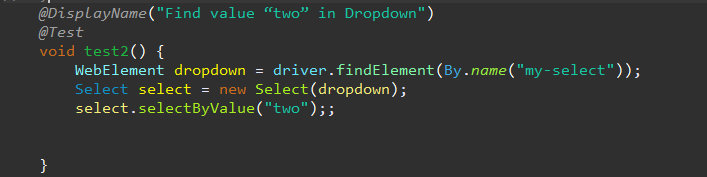 @DisplayName("Find value “two” in Dropdown")
@Test
void test2() {
WebElement dropdown = driver.findElement(By.name("my-select"));
Select select = new Select(dropdown);
select.selectByValue("two");;
}